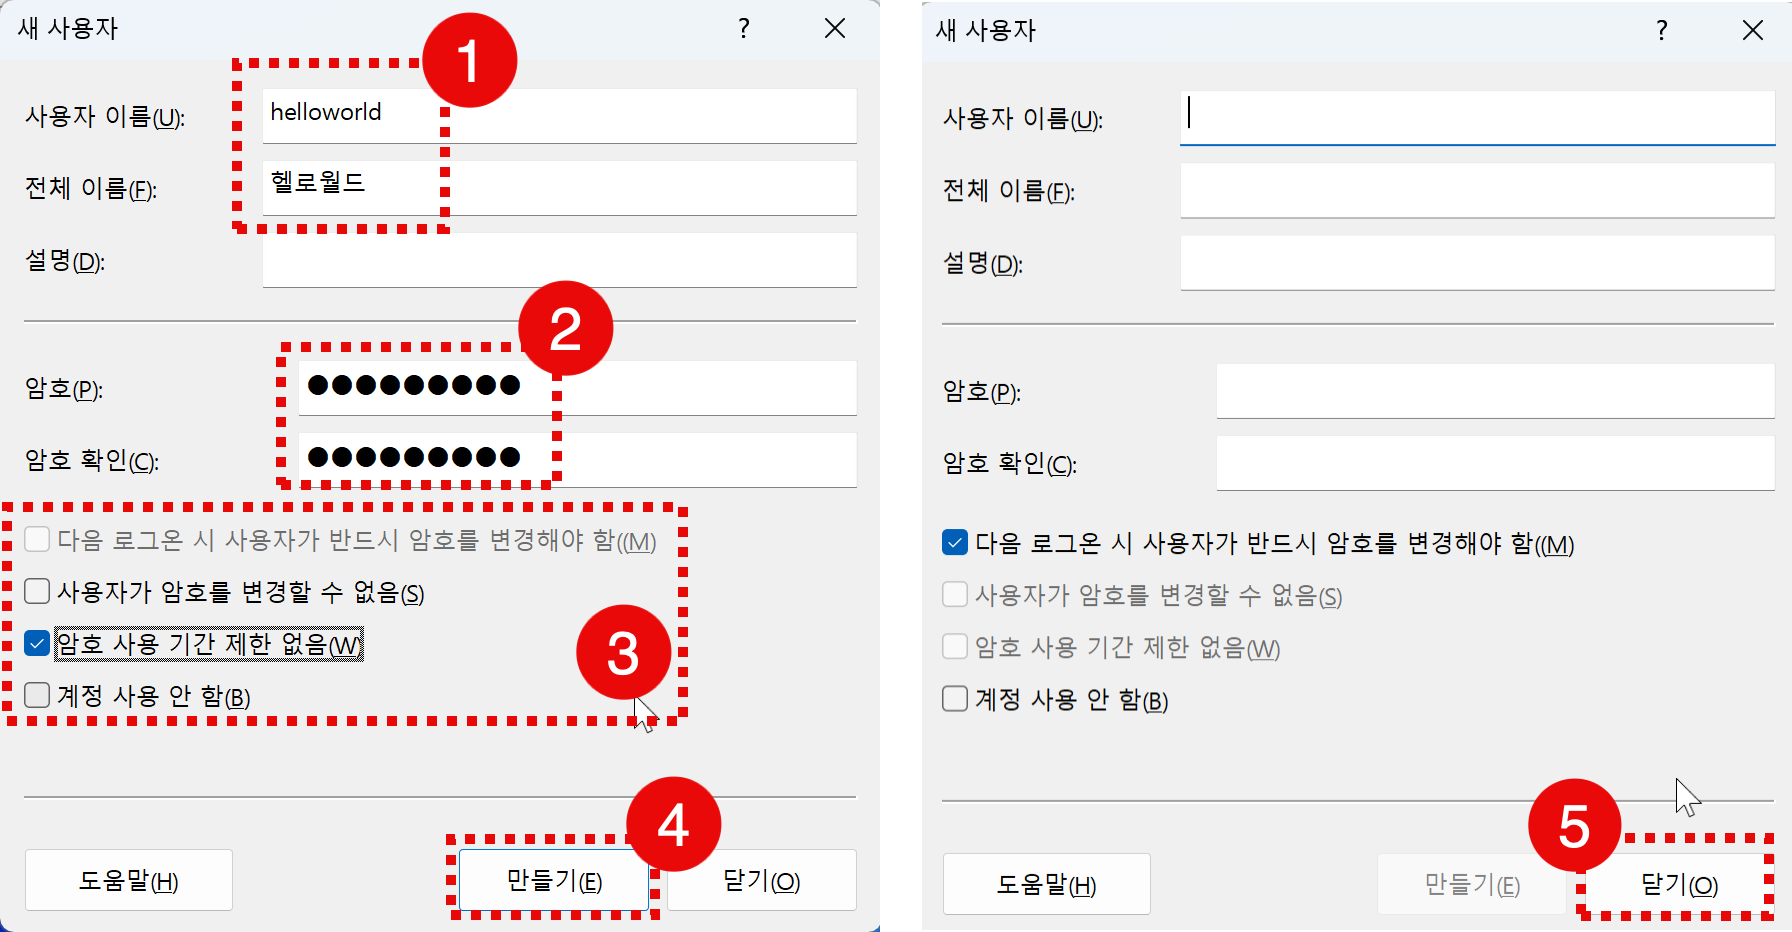 새 사용자
?
1
사용자 이름(U):
helloworld
전체 이름(F):
헬로월드
설명(D):
2
암호(P):
●●●●●●●●●
암호 확인(C):
●●●●●●●●●
다음 로그온 시 사용자가 반드시 암호를 변경해야 함((M)
사용자가 암호를 변경할 수 없음(S)
암호 사용 기간 제한 없음(W)
3
계정 사용 안 함(B)
4
도움말(H)
만들기(E)
닫기(O)
새 사용자
?
사용자 이름(U):
전체 이름(F):
설명(D):
암호(P):
암호 확인(C):
다음 로그온 시 사용자가 반드시 암호를 변경해야 함((M)
사용자가 암호를 변경할 수 없음(S)
암호 사용 기간 제한 없음(W)
계정 사용 안 함(B)
5
도움말(H)
만들기(E)
닫기(O)